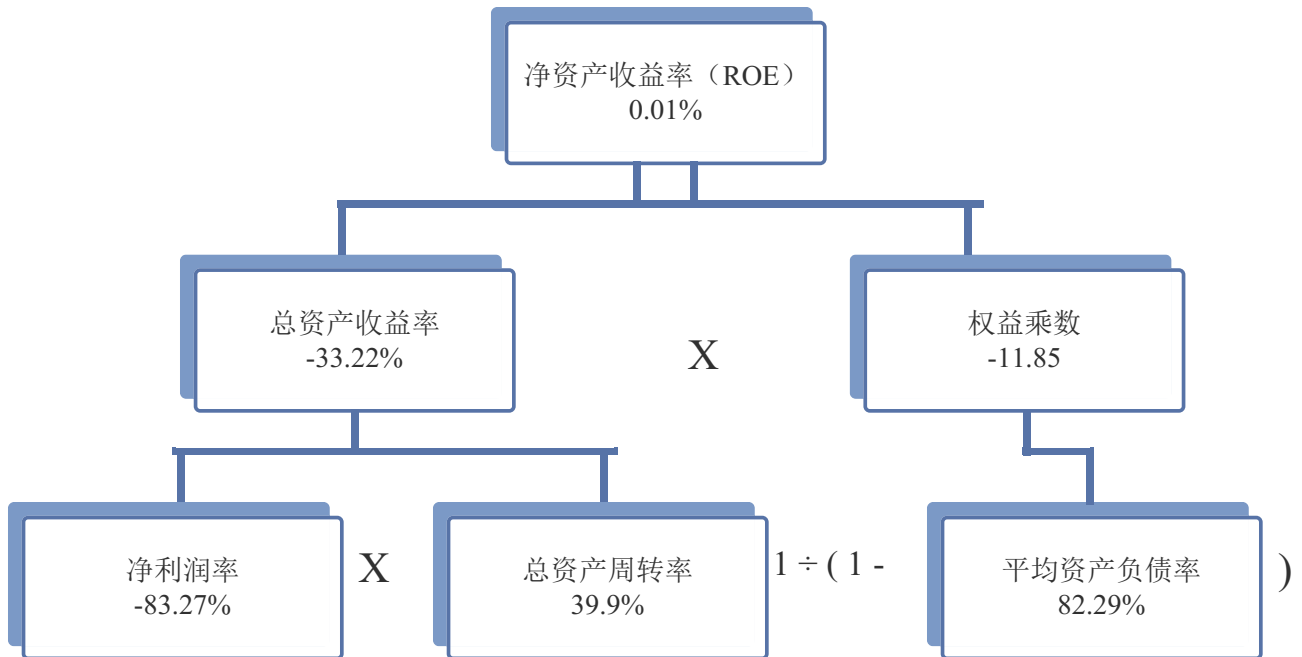 净资产收益率（ROE）
0.01%
总资产收益率
-33.22%
X
权益乘数
-11.85
净利润率
-83.27%
X
总资产周转率
39.9%
1 ÷ ( 1 -
平均资产负债率
82.29%
)